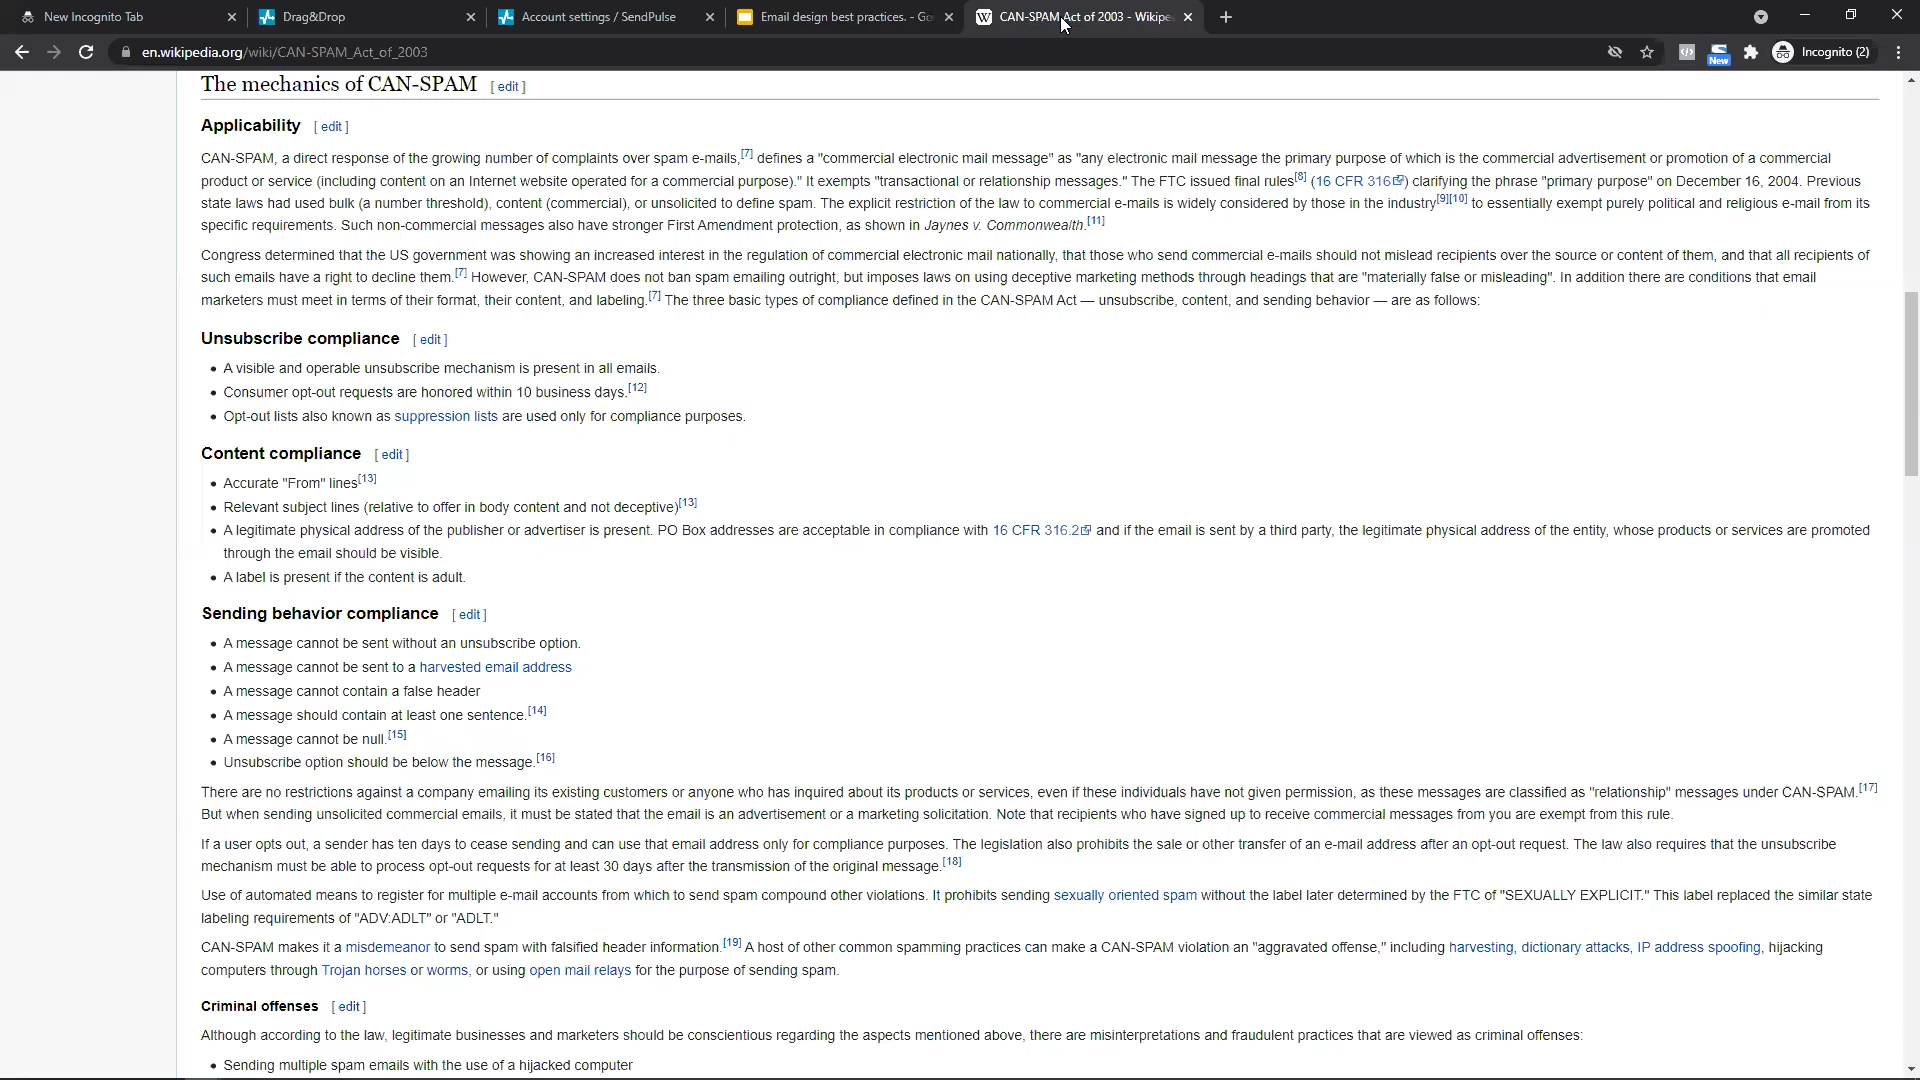 New Incognito Tab
Drag&Drop
Account settings / SendPulse
Email design best practices. - Go
CAN-SPAM Act of 2003 - Wikipe
en.wikipedia.org/wiki/CAN-SPAM_Act_of_2003
New
Incognito (2)
The mechanics of CAN-SPAM [ edit ]
Applicability [ edit ]
CAN-SPAM, a direct response of the growing number of complaints over spam e-mails,[7] defines a "commercial electronic mail message" as "any electronic mail message the primary purpose of which is the commercial advertisement or promotion of a commercial
product or service (including content on an Internet website operated for a commercial purpose)." It exempts "transactional or relationship messages." The FTC issued final rules[8] (16 CFR 316) clarifying the phrase "primary purpose" on December 16, 2004. Previous
state laws had used bulk (a number threshold), content (commercial), or unsolicited to define spam. The explicit restriction of the law to commercial e-mails is widely considered by those in the industry[9][10] to essentially exempt purely political and religious e-mail from its
specific requirements. Such non-commercial messages also have stronger First Amendment protection, as shown in Jaynes v. Commonwealth.[11]
Congress determined that the US government was showing an increased interest in the regulation of commercial electronic mail nationally, that those who send commercial e-mails should not mislead recipients over the source or content of them, and that all recipients of
such emails have a right to decline them.[7] However, CAN-SPAM does not ban spam emailing outright, but imposes laws on using deceptive marketing methods through headings that are "materially false or misleading". In addition there are conditions that email
marketers must meet in terms of their format, their content, and labeling.[7] The three basic types of compliance defined in the CAN-SPAM Act — unsubscribe, content, and sending behavior — are as follows:
Unsubscribe compliance [ edit ]
• A visible and operable unsubscribe mechanism is present in all emails.
• Consumer opt-out requests are honored within 10 business days.[12]
• Opt-out lists also known as suppression lists are used only for compliance purposes.
Content compliance [ edit ]
• Accurate "From" lines[13]
• Relevant subject lines (relative to offer in body content and not deceptive)[13]
• A legitimate physical address of the publisher or advertiser is present. PO Box addresses are acceptable in compliance with 16 CFR 316.2 and if the email is sent by a third party, the legitimate physical address of the entity, whose products or services are promoted
through the email should be visible.
• A label is present if the content is adult.
Sending behavior compliance [ edit ]
• A message cannot be sent without an unsubscribe option.
• A message cannot be sent to a harvested email address
• A message cannot contain a false header
• A message should contain at least one sentence.[14]
• A message cannot be null.[15]
• Unsubscribe option should be below the message.[16]
There are no restrictions against a company emailing its existing customers or anyone who has inquired about its products or services, even if these individuals have not given permission, as these messages are classified as "relationship" messages under CAN-SPAM.[17]
But when sending unsolicited commercial emails, it must be stated that the email is an advertisement or a marketing solicitation. Note that recipients who have signed up to receive commercial messages from you are exempt from this rule.
If a user opts out, a sender has ten days to cease sending and can use that email address only for compliance purposes. The legislation also prohibits the sale or other transfer of an e-mail address after an opt-out request. The law also requires that the unsubscribe
mechanism must be able to process opt-out requests for at least 30 days after the transmission of the original message.[18]
Use of automated means to register for multiple e-mail accounts from which to send spam compound other violations. It prohibits sending sexually oriented spam without the label later determined by the FTC of "SEXUALLY EXPLICIT." This label replaced the similar state
labeling requirements of "ADV:ADLT" or "ADLT."
CAN-SPAM makes it a misdemeanor to send spam with falsified header information.[19] A host of other common spamming practices can make a CAN-SPAM violation an "aggravated offense," including harvesting, dictionary attacks, IP address spoofing, hijacking
computers through Trojan horses or worms, or using open mail relays for the purpose of sending spam.
Criminal offenses [ edit ]
Although according to the law, legitimate businesses and marketers should be conscientious regarding the aspects mentioned above, there are misinterpretations and fraudulent practices that are viewed as criminal offenses:
• Sending multiple spam emails with the use of a hijacked computer